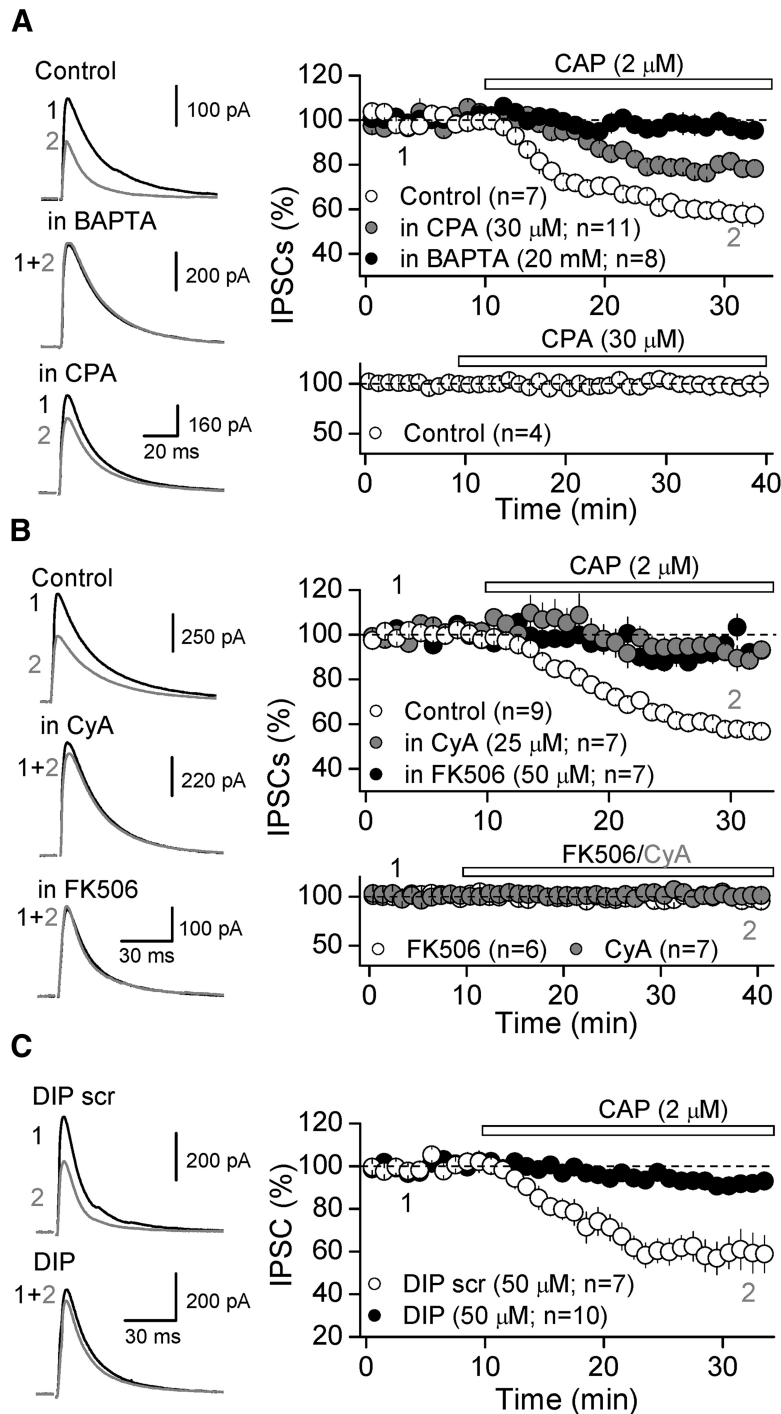 A
Control
1
2
100 pA
in BAPTA
1+2
200 pA
in CPA
1
2
160 pA
20 ms
CAP (2 µM)
120
100
80
60
40
IPSCs (%)
1
Control (n=7)
in CPA (30 µM; n=11)
in BAPTA (20 mM; n=8)
2
0 10 20 30
CPA (30 µM)
100
50
Control (n=4)
0 10 20 30 40
Time (min)
B
Control
1
2
250 pA
in CyA
1+2
220 pA
in FK506
1+2
100 pA
30 ms
CAP (2 µM)
120
100
80
60
40
IPSCs (%)
1
Control (n=9)
in CyA (25 µM; n=7)
in FK506 (50 µM; n=7)
2
0 10 20 30
FK506/CyA
1
100
50
2
FK506 (n=6) CyA (n=7)
0 10 20 30 40
Time (min)
C
DIP scr
1
2
200 pA
DIP
1+2
200 pA
30 ms
CAP (2 µM)
120
100
80
60
40
20
IPSC (%)
1
DIP scr (50 µM; n=7)
DIP (50 µM; n=10)
2
0 10 20 30
Time (min)